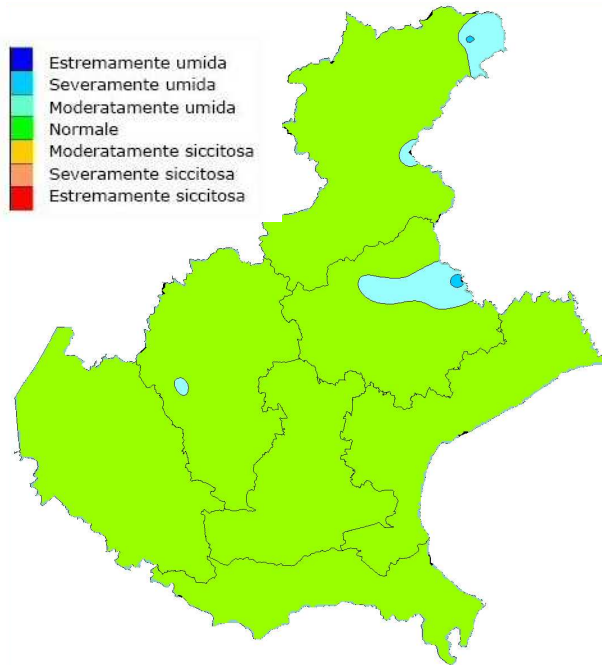 Estremamente umida
Severamente umida
Moderatamente umida
Normale
Moderatamente siccitosa
Severamente siccitosa
Estremamente siccitosa